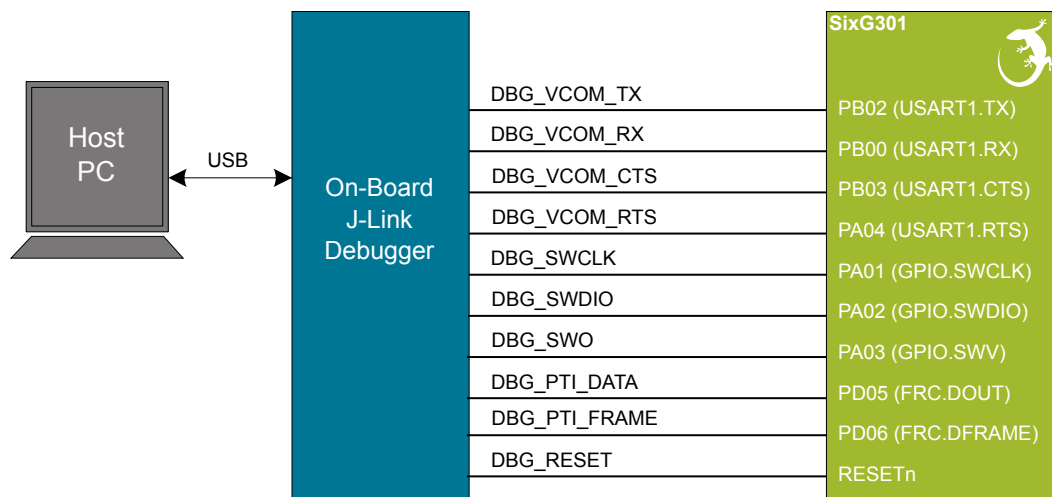 SixG301
Host
PC
USB
On-Board
J-Link
Debugger
DBG_VCOM_TX
PB02 (USART1.TX)
DBG_VCOM_RX
PB00 (USART1.RX)
DBG_VCOM_CTS
PB03 (USART1.CTS)
DBG_VCOM_RTS
PA04 (USART1.RTS)
DBG_SWCLK
PA01 (GPIO.SWCLK)
DBG_SWDIO
PA02 (GPIO.SWDIO)
DBG_SWO
PA03 (GPIO.SWV)
DBG_PTI_DATA
PD05 (FRC.DOUT)
DBG_PTI_FRAME
PD06 (FRC.DFRAME)
DBG_RESET
RESETn